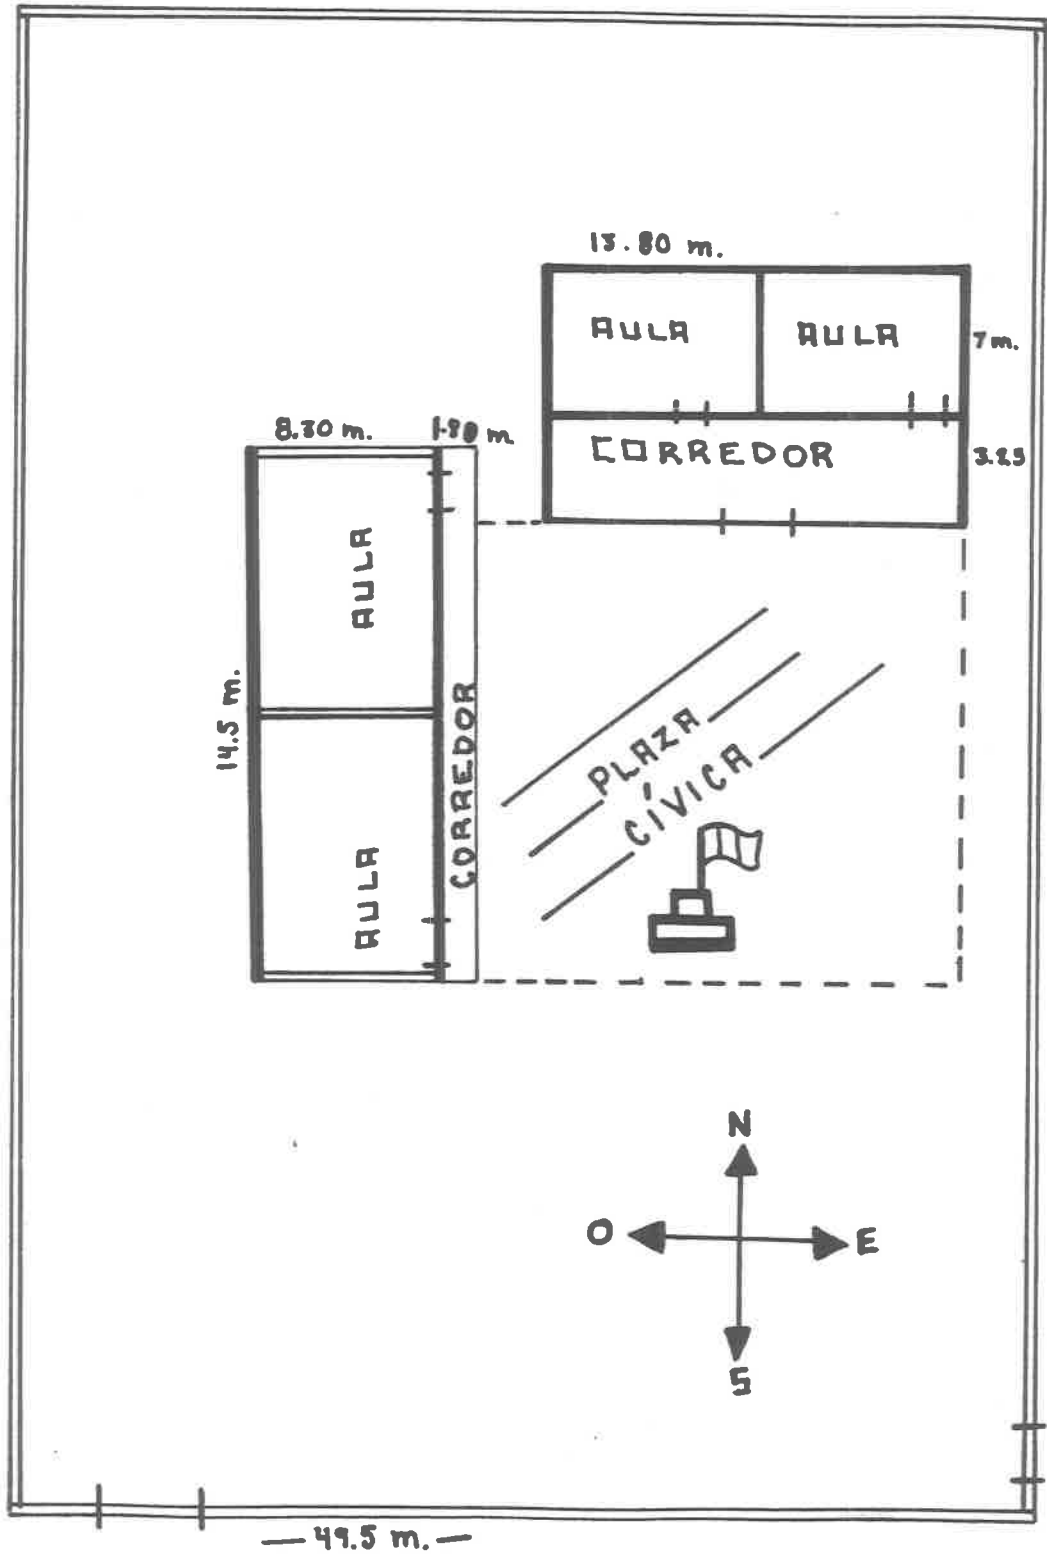 13.80 m.
AULA
AULA
7 m.
8.30 m.
1.80 m
CORREDOR
3.25
AULA
14.5 m.
CORREDOR
PLAZA
CÍVICA
AULA
N
O
E
S
— 49.5 m. —